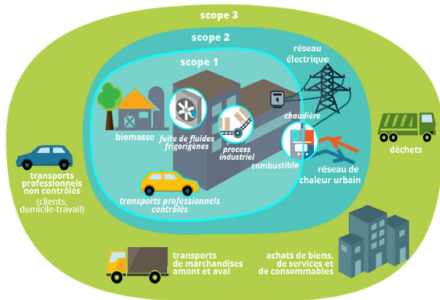 scope 3
scope 2
scope 1
réseau
électrique
biomasse
fuite de fluides
frigorigènes
process
industriel
chaudière
combustible
réseau de
chaleur urbain
déchets
transports
professionnels
non contrôlés
(clients,
domicile-travail)
transports professionnels
contrôlés
transports
de marchandises
amont et aval
achats de biens,
de services et
de consommables